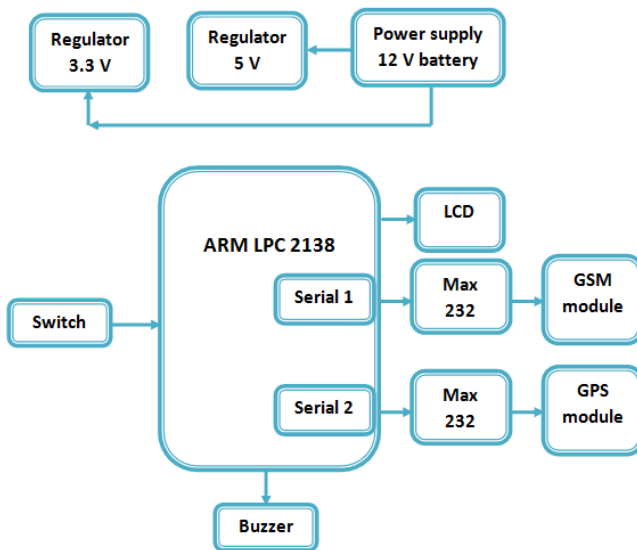 Regulator
3.3 V
Regulator
5 V
Power supply
12 V battery
ARM LPC 2138
LCD
Serial 1
Max
232
GSM
module
Switch
Serial 2
Max
232
GPS
module
Buzzer